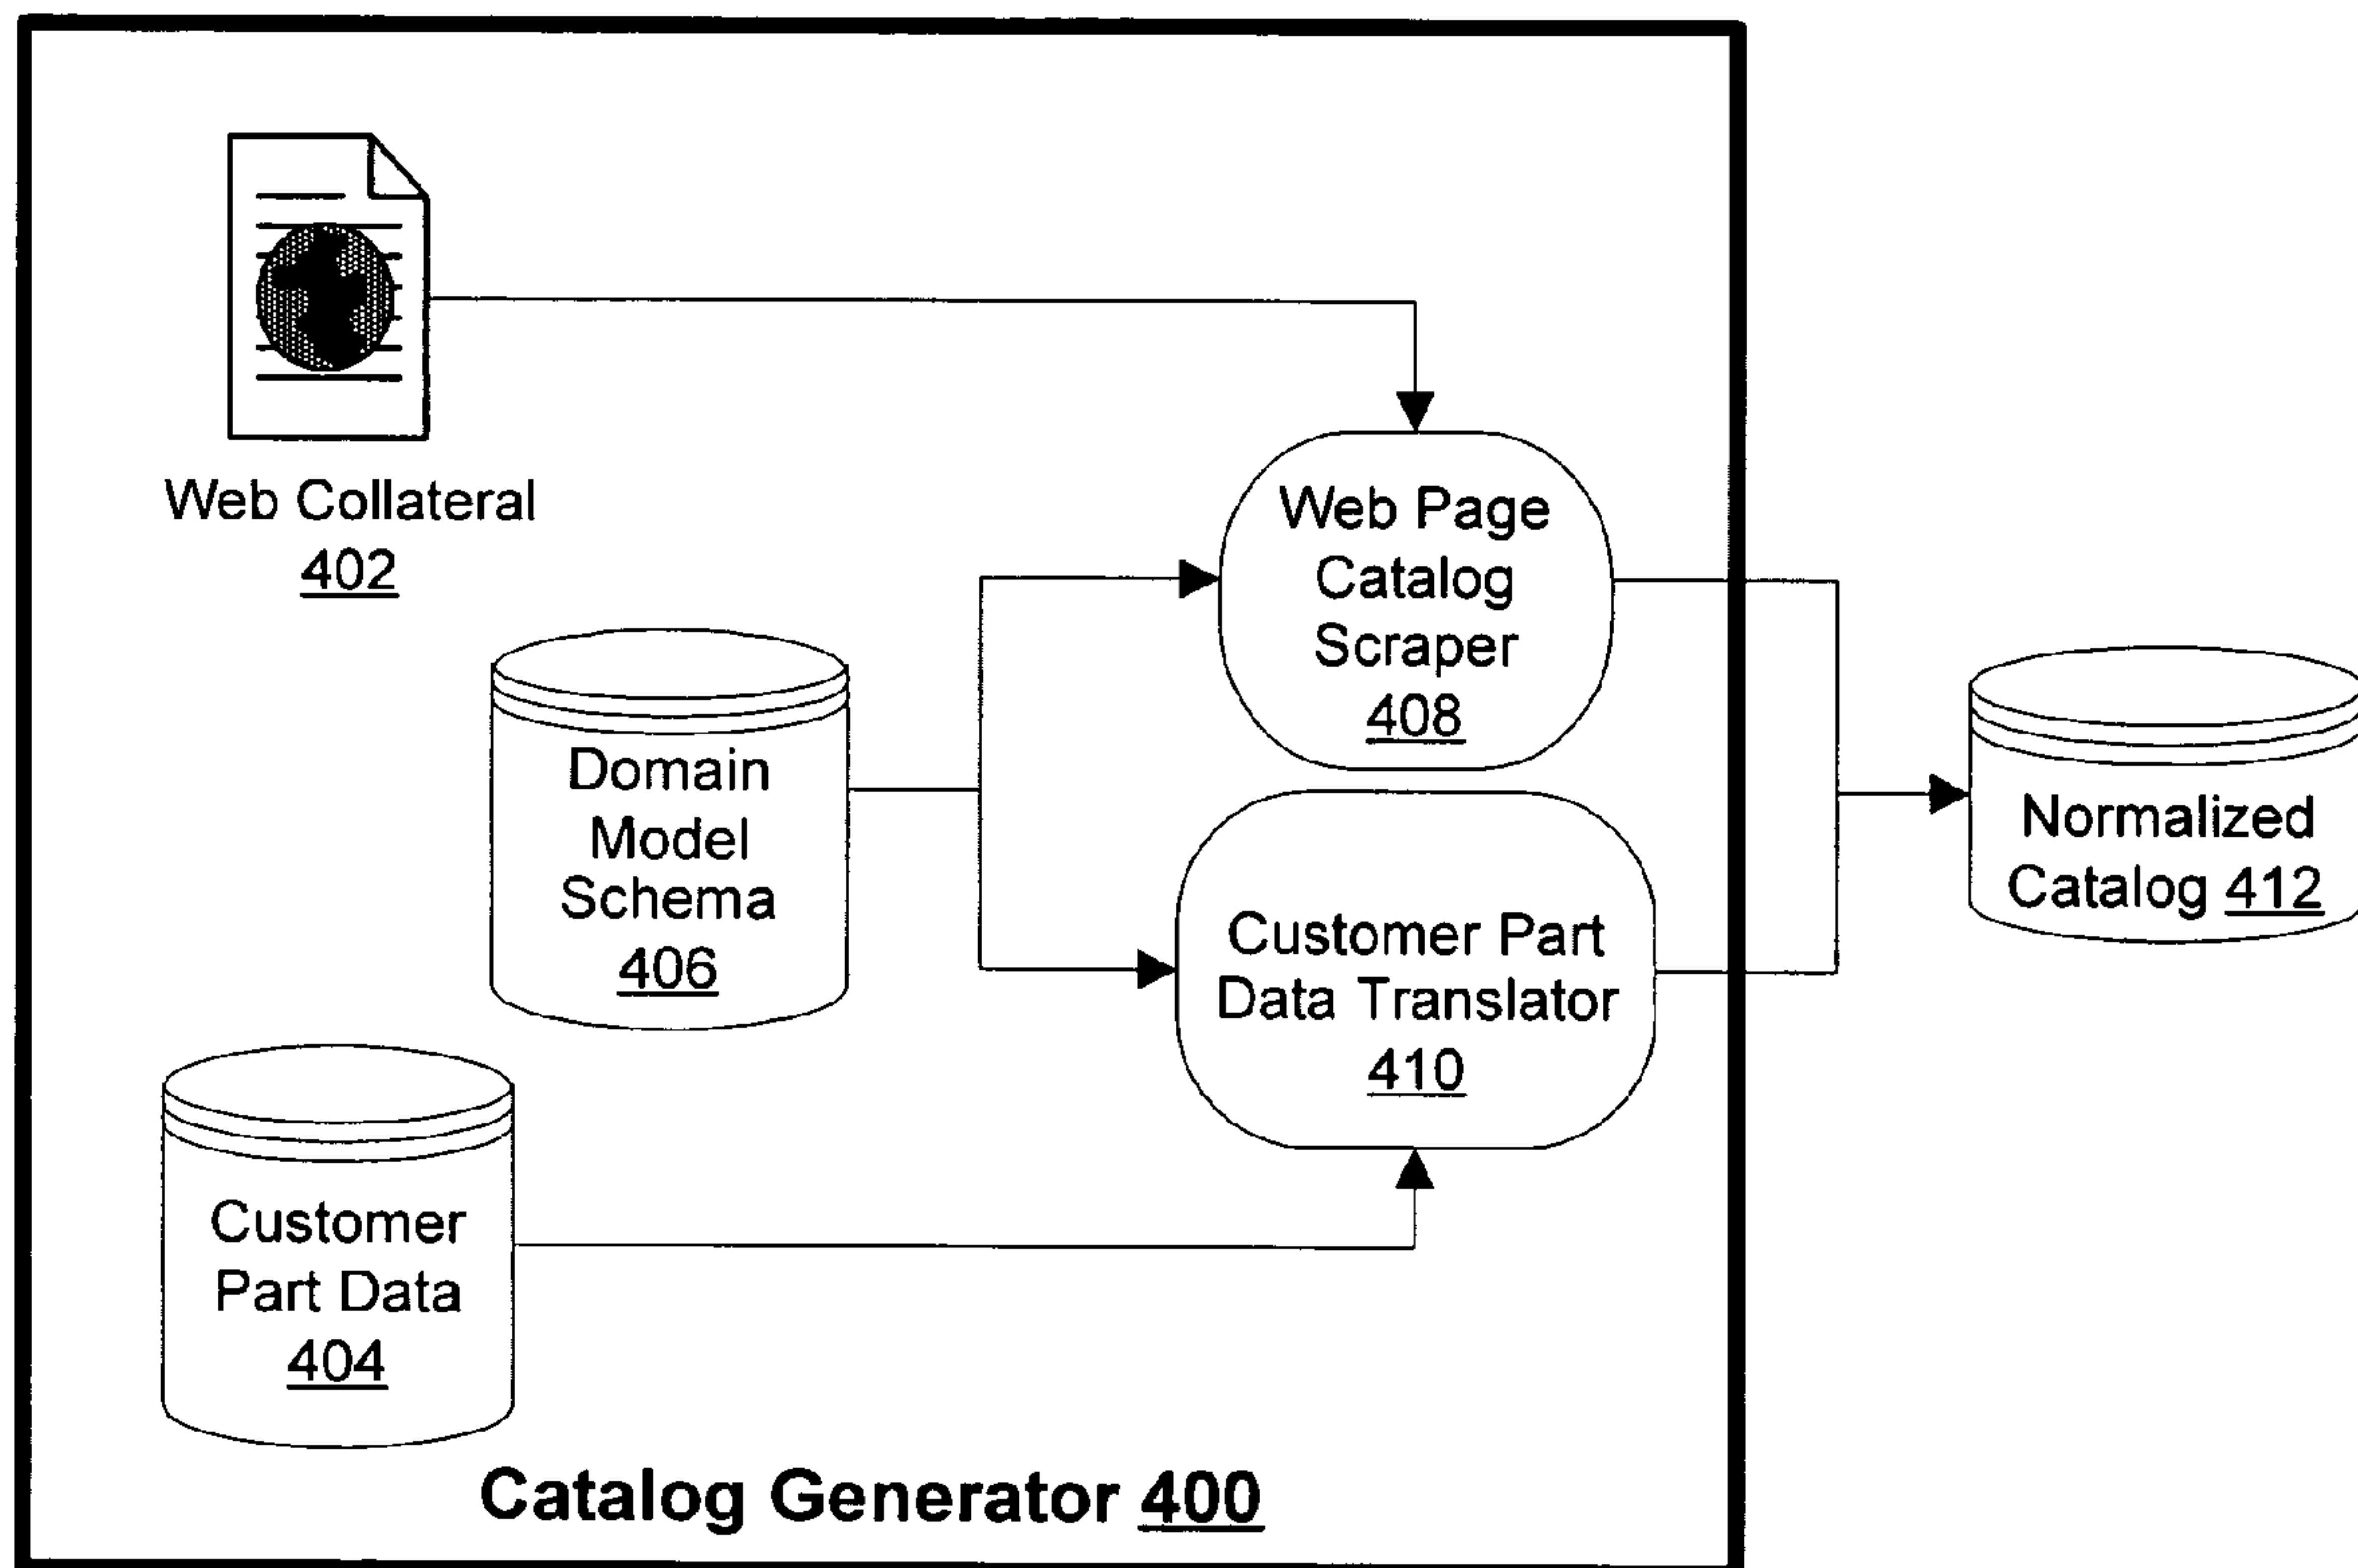 Web Collateral
402
Web Page
Catalog
Scraper
408
Domain
Model
Schema
406
Normalized
Catalog 412
Customer Part
Data Translator
410
Customer
Part Data
404
Catalog Generator 400